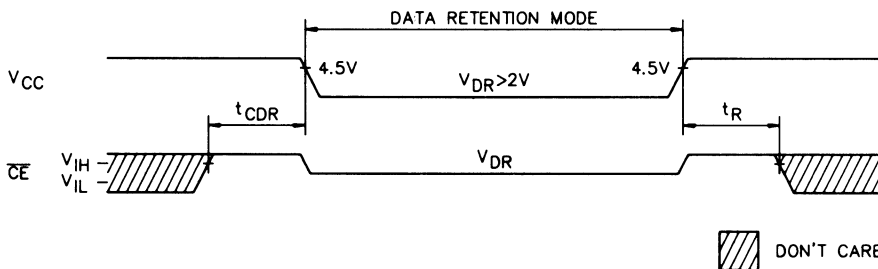 DATA RETENTION MODE
VCC
4.5V
VDR>2V
4.5V
tCDR
tR
CE
VIH
VIL
VDR
DON'T CARE